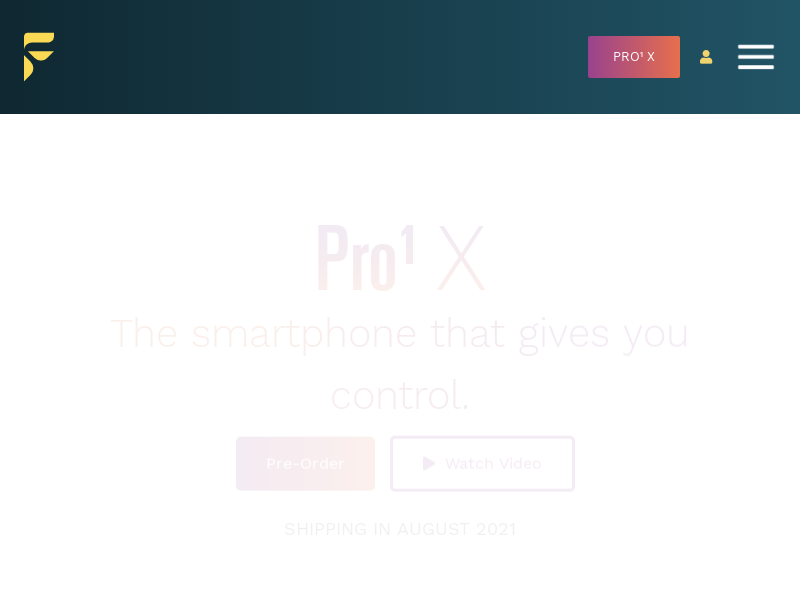 PRO¹ X
Pro¹ X
The smartphone that gives you
control.
Pre-Order
Watch Video
SHIPPING IN AUGUST 2021